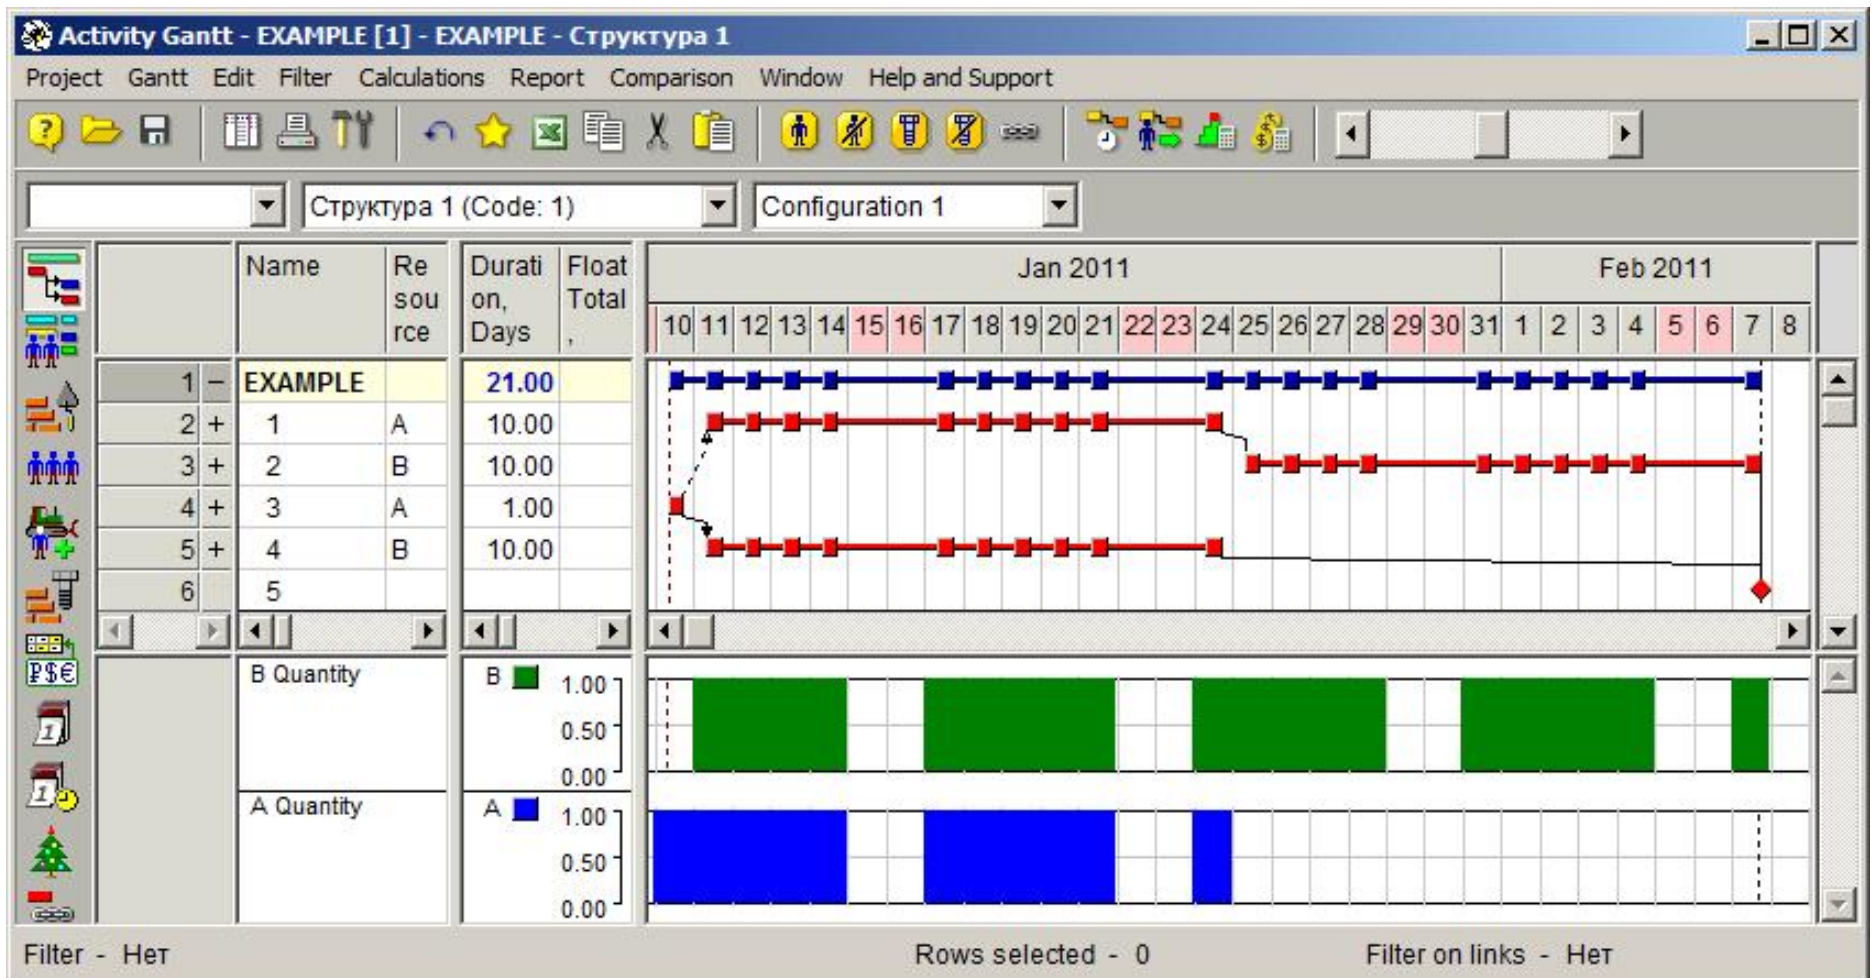 Activity Gantt - EXAMPLE [1] - EXAMPLE - Структура 1
Project Gantt Edit Filter Calculations Report Comparison Window Help and Support
Структура 1 (Code: 1) Configuration 1
Name Re sou rce Durati on, Days Float Total , Jan 2011 Feb 2011
10 11 12 13 14 15 16 17 18 19 20 21 22 23 24 25 26 27 28 29 30 31 1 2 3 4 5 6 7 8
1 − EXAMPLE 21.00
2 + 1 A 10.00
3 + 2 B 10.00
4 + 3 A 1.00
5 + 4 B 10.00
6 5
₽$€
B Quantity B 1.00
0.50
0.00
A Quantity A 1.00
0.50
0.00
Filter - Нет Rows selected - 0 Filter on links - Нет